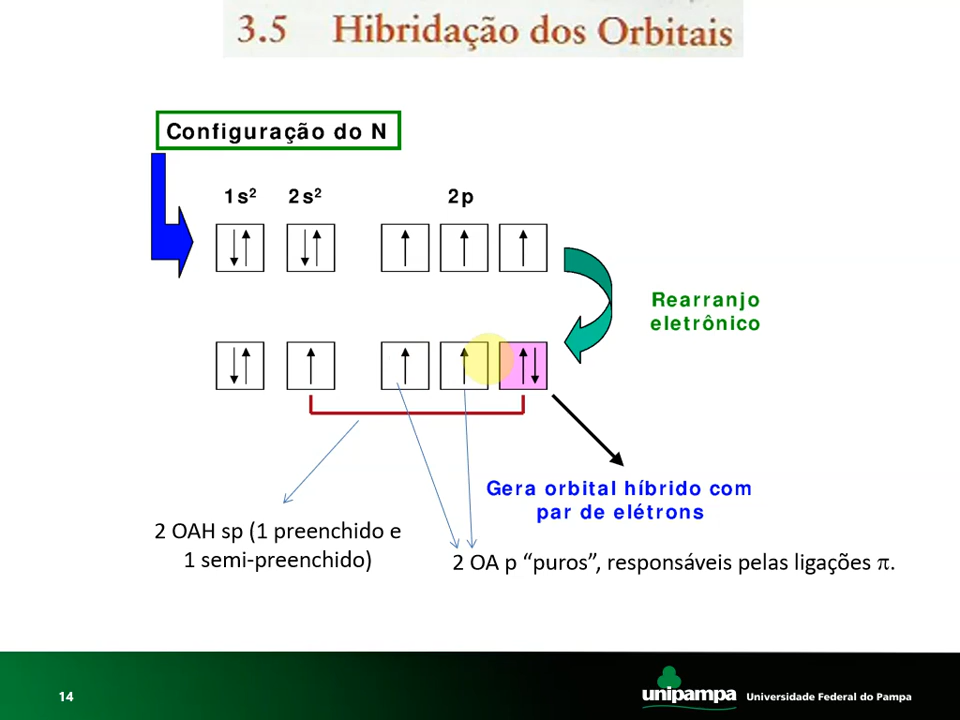 3.5 Hibridação dos Orbitais
Configuração do N
1s² 2s² 2p
Rearranjo
eletrônico
Gera orbital híbrido com
par de elétrons
2 OAH sp (1 preenchido e
1 semi-preenchido)
2 OA p “puros”, responsáveis pelas ligações π.
14
unipampa Universidade Federal do Pampa